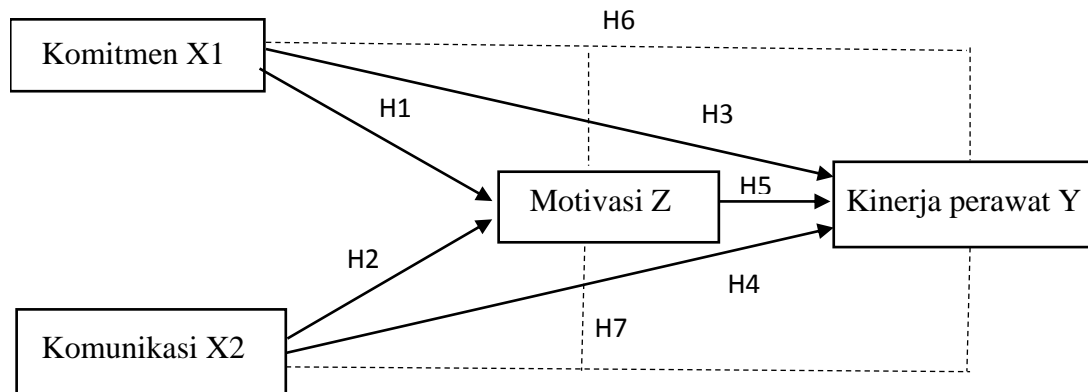 H6
Komitmen X1
H1
H3
Motivasi Z
H5
Kinerja perawat Y
H2
H4
H7
Komunikasi X2